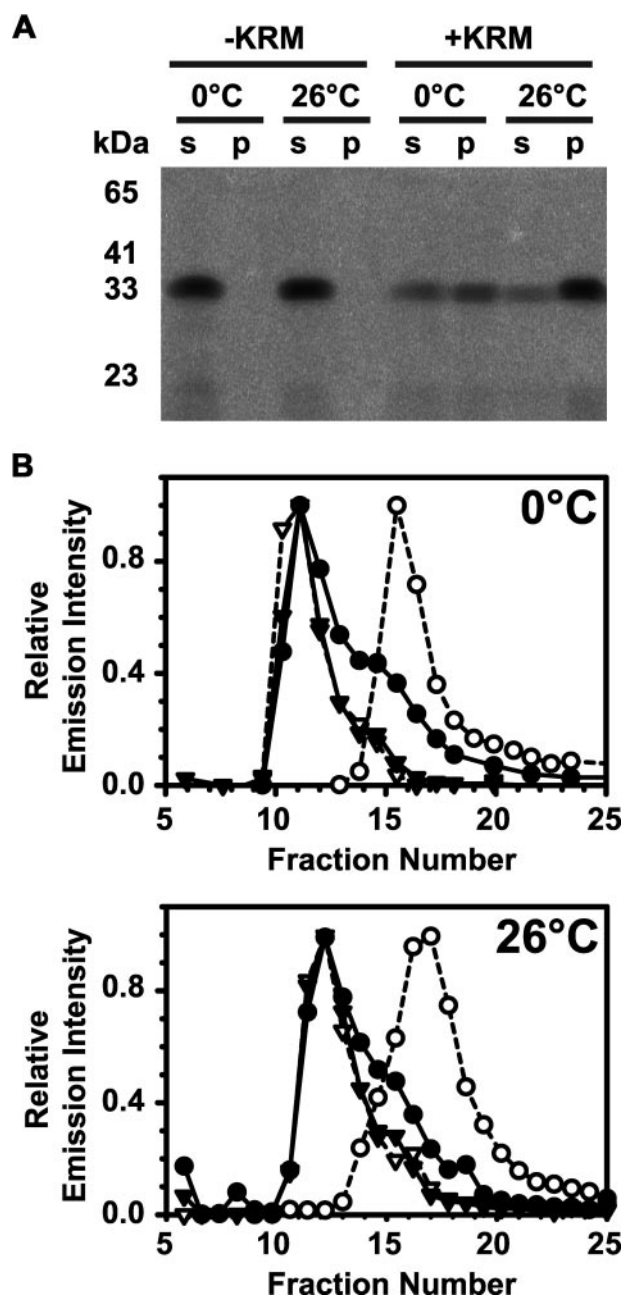 A
-KRM +KRM
0°C 26°C 0°C 26°C
kDa s p s p s p s p
65
41
33
23
B
0°C
Relative
Emission Intensity
0.8
0.4
0.0
5 10 15 20 25
Fraction Number
26°C
Relative
Emission Intensity
0.8
0.4
0.0
5 10 15 20 25
Fraction Number